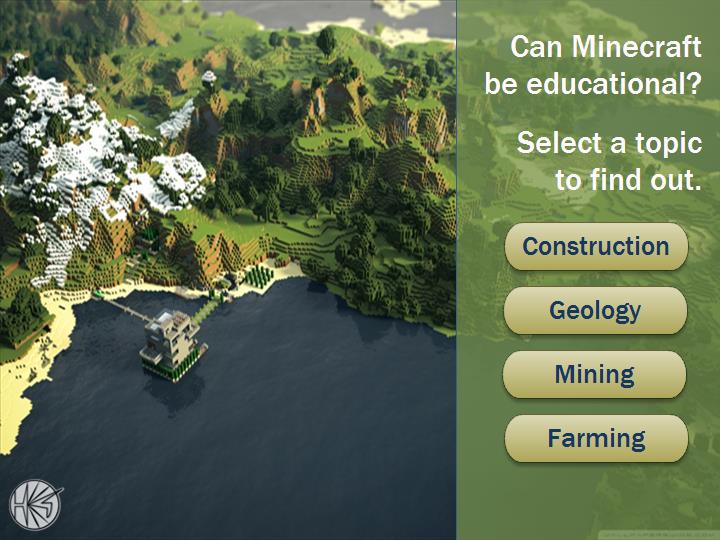 Can Minecraft
be educational?
Select a topic
to find out.
Construction
Geology
Mining
Farming